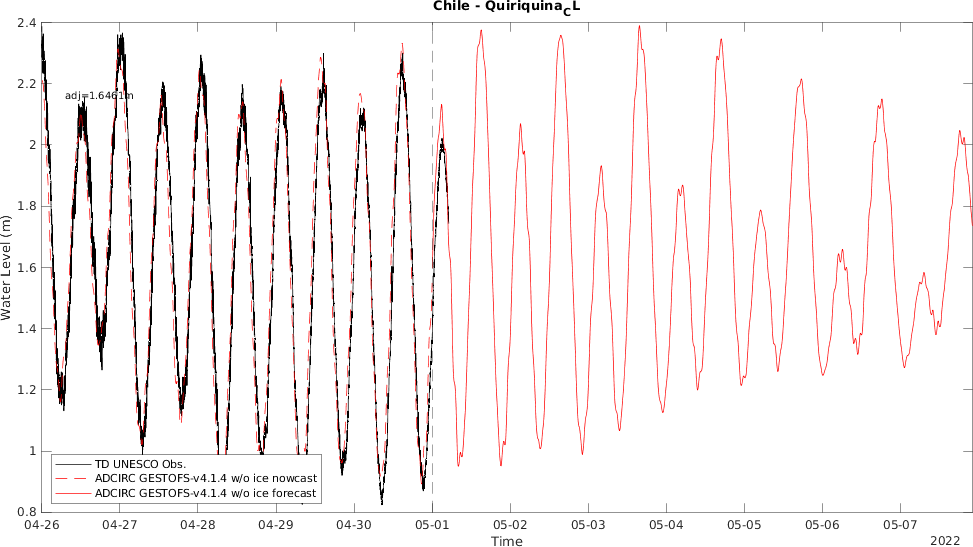 Chile - Quiriquina_CL
2.4
2.2
2
1.8
1.6
1.4
1.2
1
0.8
Water Level (m)
adj=1.6461m
TD UNESCO Obs.
ADCIRC GESTOFS-v4.1.4 w/o ice nowcast
ADCIRC GESTOFS-v4.1.4 w/o ice forecast
04-26 04-27 04-28 04-29 04-30 05-01 05-02 05-03 05-04 05-05 05-06 05-07
Time
2022